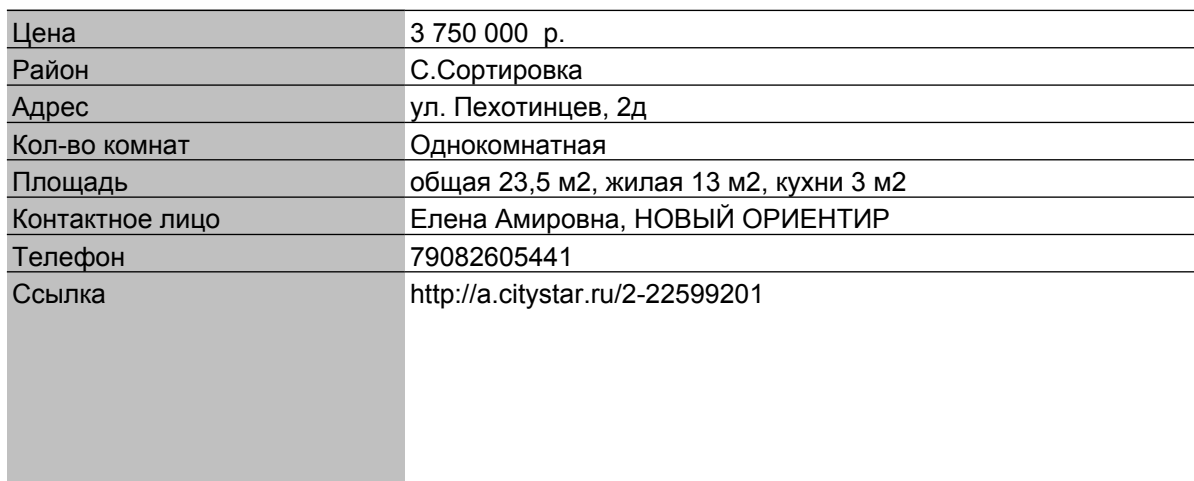 Цена 3 750 000 р.
Район С.Сортировка
Адрес ул. Пехотинцев, 2д
Кол-во комнат Однокомнатная
Площадь общая 23,5 м2, жилая 13 м2, кухни 3 м2
Контактное лицо Елена Амировна, НОВЫЙ ОРИЕНТИР
Телефон 79082605441
Ссылка http://a.citystar.ru/2-22599201